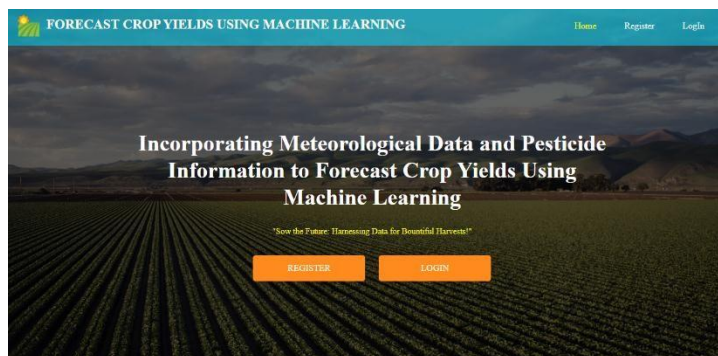 FORECAST CROP YIELDS USING MACHINE LEARNING
Home Register LogIn
Incorporating Meteorological Data and Pesticide
Information to Forecast Crop Yields Using
Machine Learning
"Sow the Future: Harnessing Data for Bountiful Harvests!"
REGISTER LOGIN